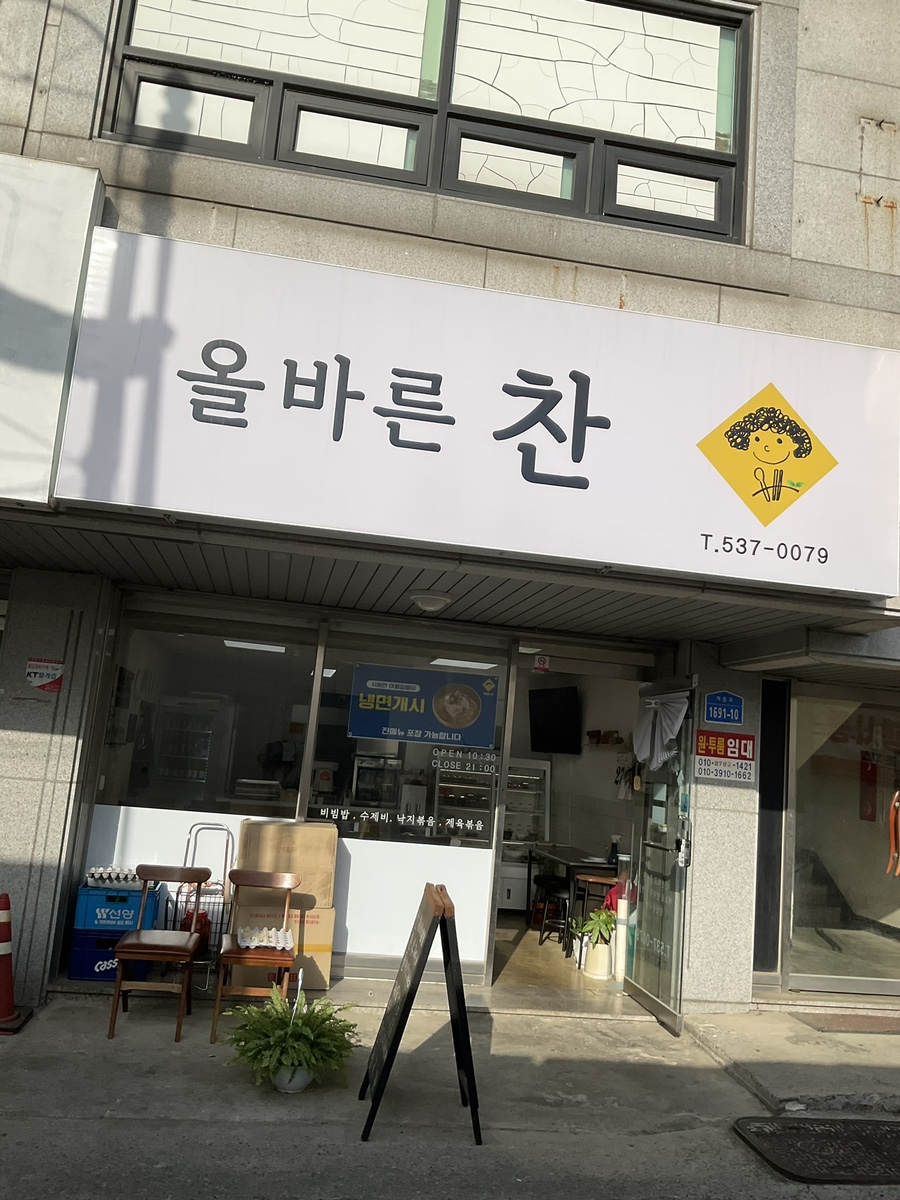 올바른 찬
T.537-0079
냉면개시
전메뉴 포장 가능합니다
OPEN 10:30
CLOSE 21:00
비빔밥 . 수제비. 낙지볶음 . 제육볶음
1691-10
원·투룸 임대
010-3910-1662
선양
Cass